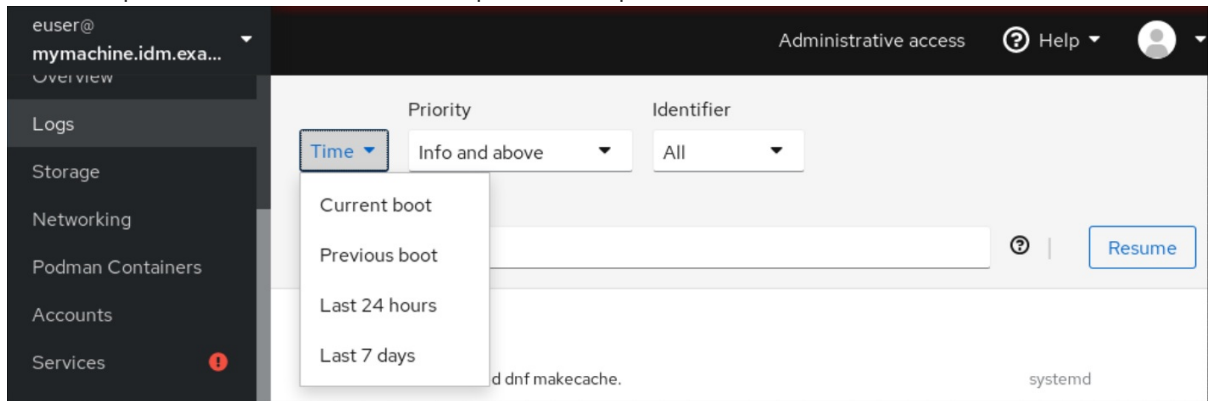 euser@
mymachine.idm.exa...
Administrative access
Help
Overview
Logs
Storage
Networking
Podman Containers
Accounts
Services
Priority
Identifier
Time
Info and above
All
Current boot
Previous boot
Last 24 hours
Last 7 days
Resume
d dnf makecache.
systemd